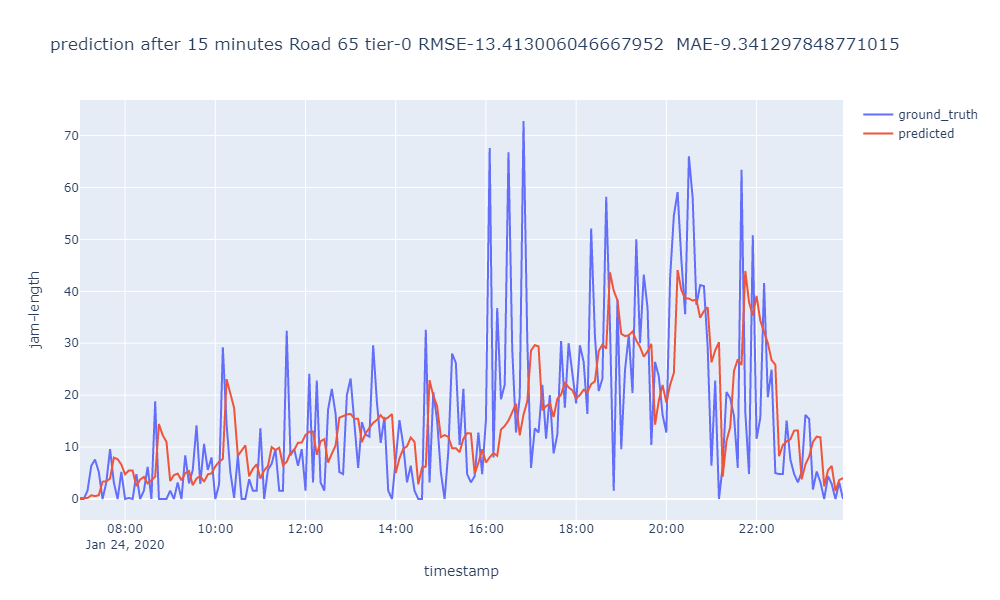 prediction after 15 minutes Road 65 tier-0 RMSE-13.413006046667952  MAE-9.341297848771015
ground_truth
predicted
70
60
50
40
30
20
10
0
jam-length
08:00 10:00 12:00 14:00 16:00 18:00 20:00 22:00
Jan 24, 2020
timestamp